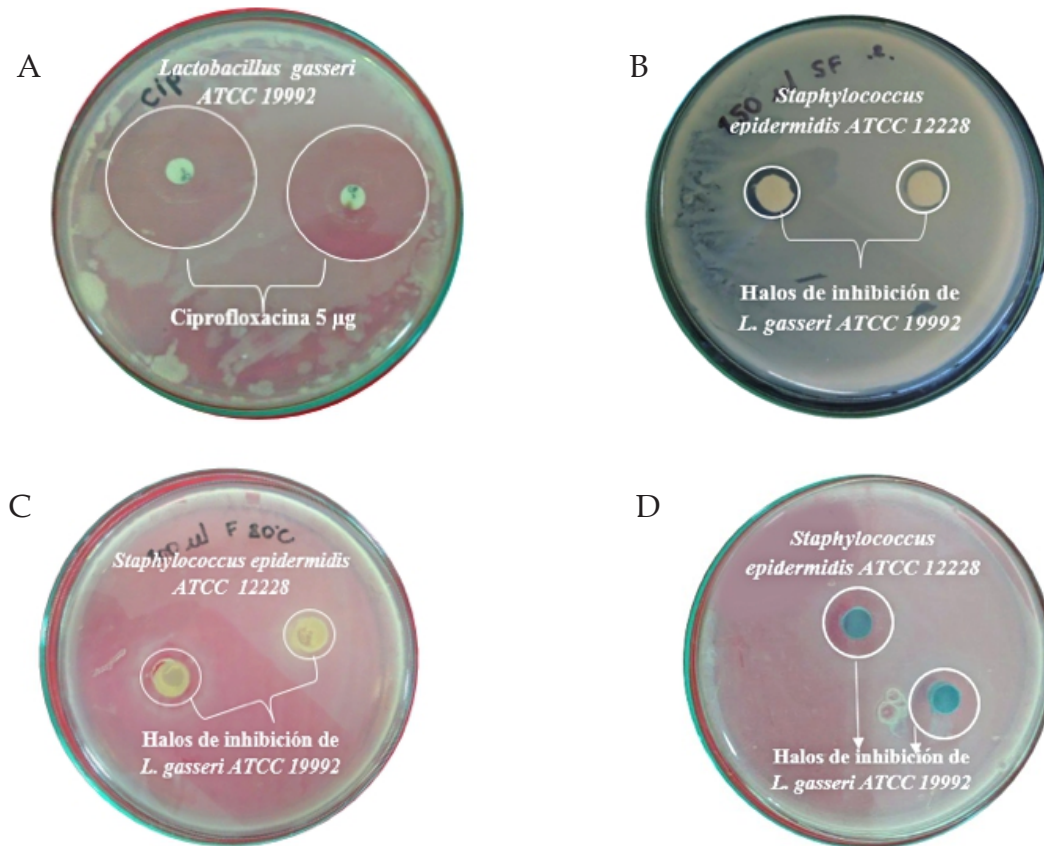 A
Lactobacillus gasseri
ATCC 19992
Cip
Ciprofloxacina 5 µg
B
150 µl SF
Staphylococcus
epidermidis ATCC 12228
Halos de inhibición de
L. gasseri ATCC 19992
C
µl F 80°C
Staphylococcus epidermidis
ATCC 12228
Halos de inhibición de
L. gasseri ATCC 19992
D
Staphylococcus
epidermidis ATCC 12228
Halos de inhibición de
L. gasseri ATCC 19992